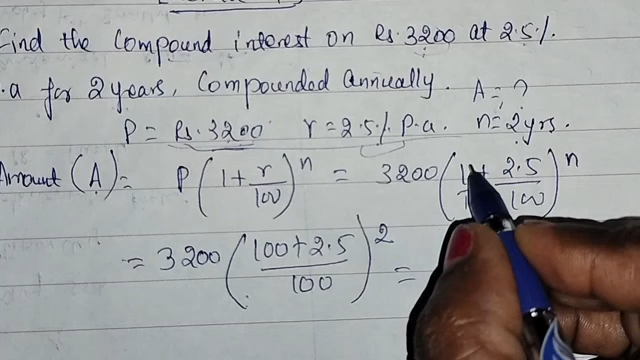 Find the Compound interest on Rs. 3200 at 2.5%.
.a for 2 years, Compounded annually. A = ?
P = Rs. 3200 r = 2.5% p.a. n = 2 yrs.
Amount (A) = P(1 + r/100)^n = 3200(1 + 2.5/100)^n
= 3200((100 + 2.5)/100)^2 =